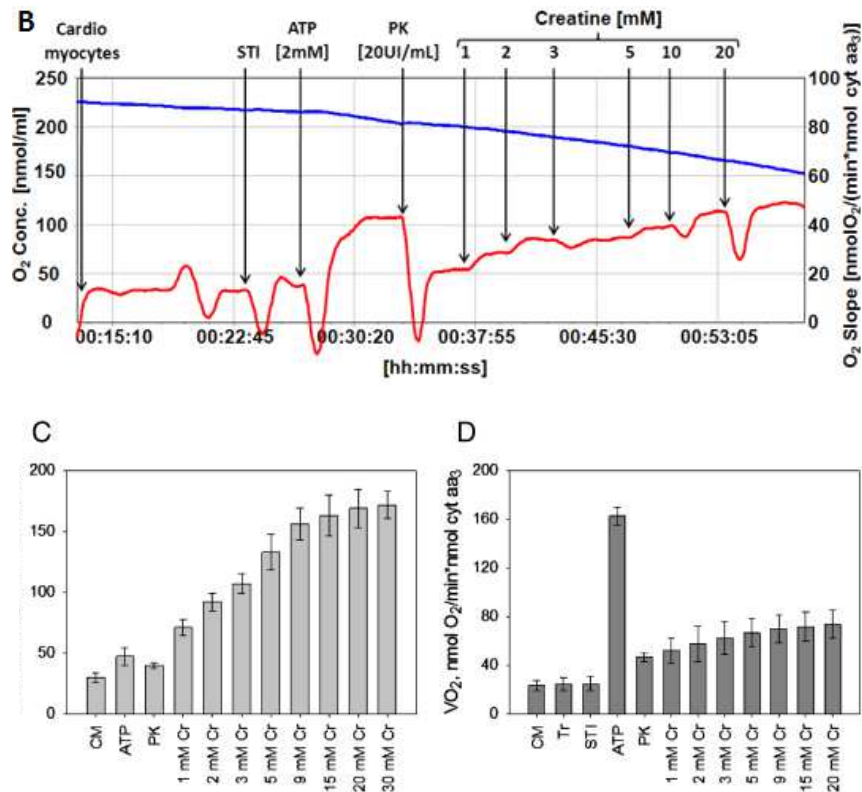 B
Cardio
myocytes
STI
ATP
[2mM]
PK
[20UI/mL]
Creatine [mM]
1 2 3 5 10 20
250
200
150
100
50
0
O2 Conc. [nmol/ml]
100
80
60
40
20
0
O2 Slope [nmolO2/(min*nmol cyt aa3)]
00:15:10 00:22:45 00:30:20 00:37:55 00:45:30 00:53:05
[hh:mm:ss]
C
200
150
100
50
0
CM
ATP
PK
1 mM Cr
2 mM Cr
3 mM Cr
5 mM Cr
9 mM Cr
15 mM Cr
20 mM Cr
30 mM Cr
D
VO2, nmol O2/min*nmol cyt aa3
200
160
120
80
40
0
CM
Tr
STI
ATP
PK
1 mM Cr
2 mM Cr
3 mM Cr
5 mM Cr
9 mM Cr
15 mM Cr
20 mM Cr